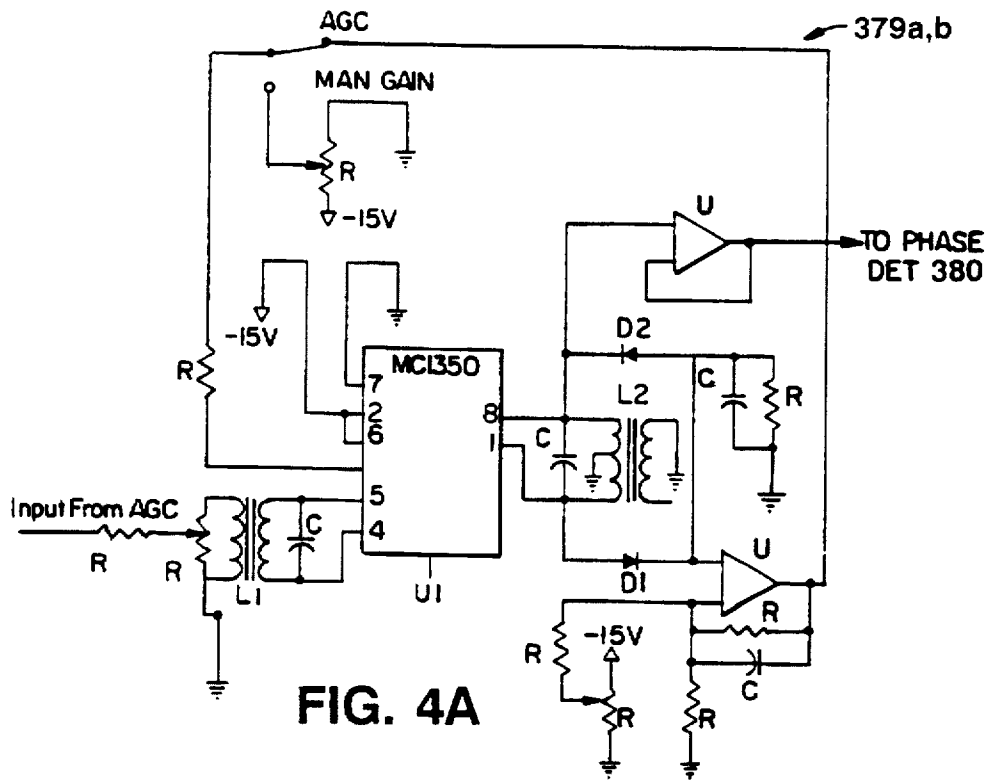 AGC
379a,b
MAN GAIN
R
-15V
U
TO PHASE
DET 380
-15V
D2
MC1350
R
7
C
R
L2
8
2
6
C
1
Input From AGC
5
C
4
R
R
L1
U1
D1
U
R
-15V
R
C
R
R
FIG. 4A